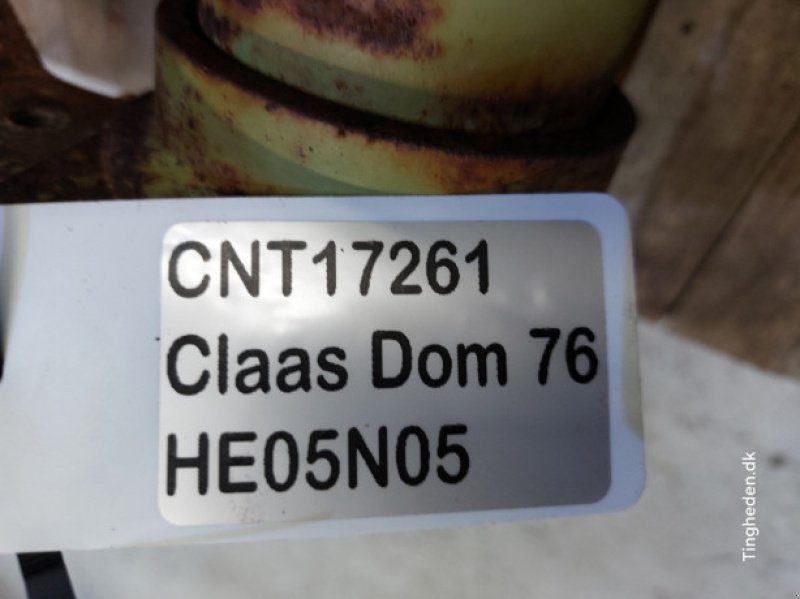 CNT17261
Claas Dom 76
HE05N05
Tingheden.dk